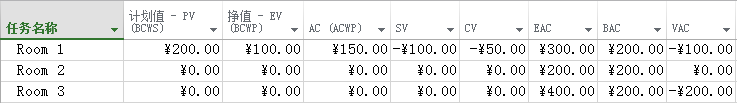 任务名称 计划值 - PV (BCWS) 挣值 - EV (BCWP) AC (ACWP) SV CV EAC BAC VAC
Room 1 ¥200.00 ¥100.00 ¥150.00 -¥100.00 -¥50.00 ¥300.00 ¥200.00 -¥100.00
Room 2 ¥0.00 ¥0.00 ¥0.00 ¥0.00 ¥0.00 ¥200.00 ¥200.00 ¥0.00
Room 3 ¥0.00 ¥0.00 ¥0.00 ¥0.00 ¥0.00 ¥400.00 ¥200.00 -¥200.00